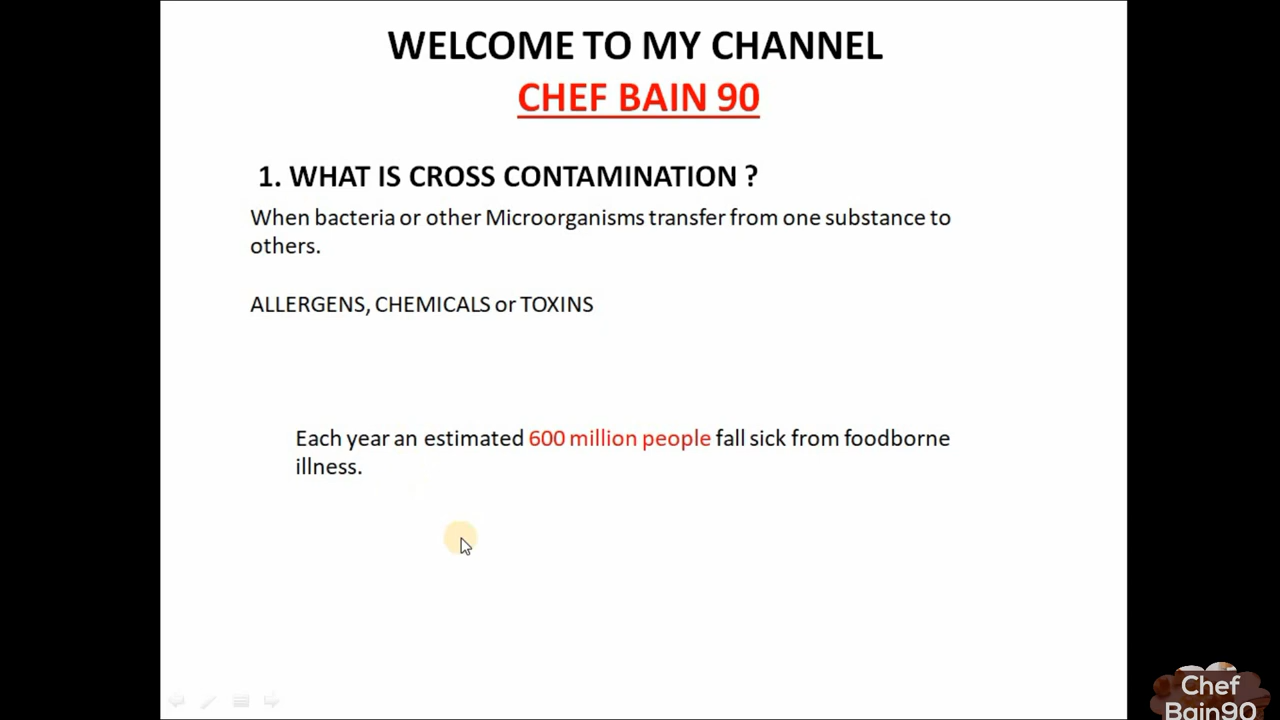 WELCOME TO MY CHANNEL
CHEF BAIN 90
1. WHAT IS CROSS CONTAMINATION ?
When bacteria or other Microorganisms transfer from one substance to
others.
ALLERGENS, CHEMICALS or TOXINS
Each year an estimated 600 million people fall sick from foodborne
illness.
Chef
Bain90